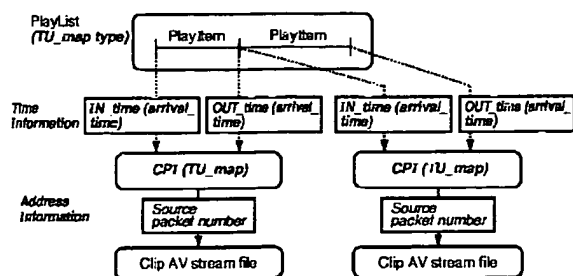 PlayList
(TU_map type)
PlayItem PlayItem
Time
Information
IN_time (arrival_
time)
OUT_time (arrival_
time)
IN_time (arrival_
time)
OUT_time (arrival_
time)
CPI (TU_map)
CPI (TU_map)
Address
Information
Source
packet number
Source
packet number
Clip AV stream file
Clip AV stream file